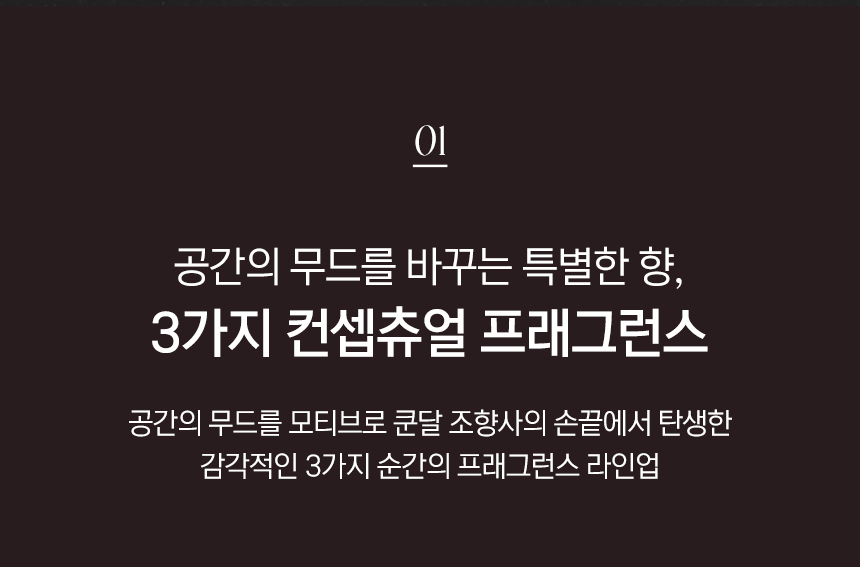 01
공간의 무드를 바꾸는 특별한 향,
3가지 컨셉츄얼 프래그런스
공간의 무드를 모티브로 쿤달 조향사의 손끝에서 탄생한
감각적인 3가지 순간의 프래그런스 라인업